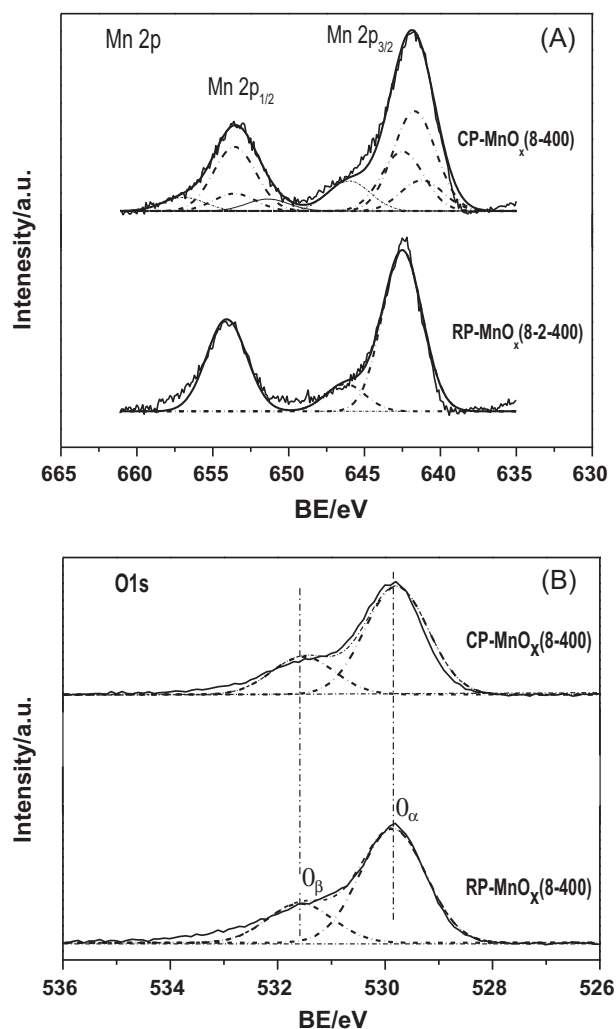 Mn 2p
Mn 2p3/2
(A)
Mn 2p1/2
CP-MnOx(8-400)
RP-MnOx(8-2-400)
Intenesity/a.u.
665 660 655 650 645 640 635 630
BE/eV
O1s
(B)
CP-MnOx(8-400)
0α
0β
RP-MnOx(8-400)
Intensity/a.u.
536 534 532 530 528 526
BE/eV